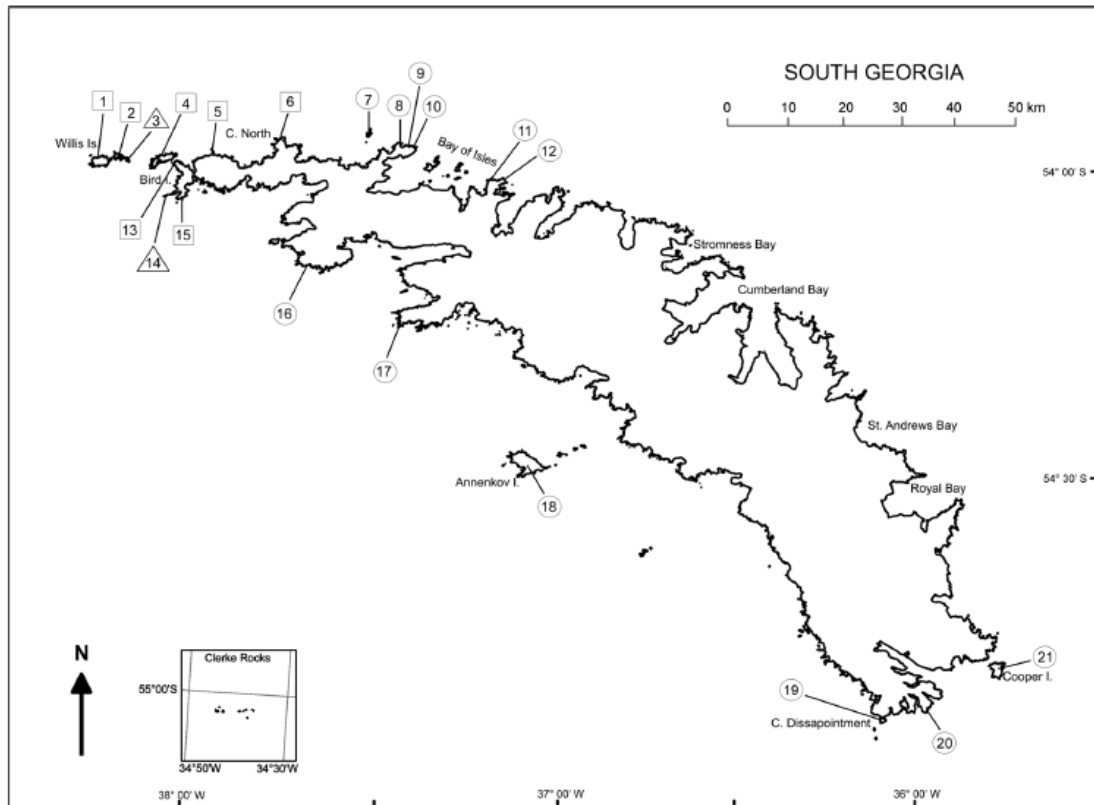 SOUTH GEORGIA
0 10 20 30 40 50 km
1 2 3 4 5 6 7 8 9 10
Willis Is.
C. North
Bird I.
Bay of Isles
11 12
54° 00' S
13 14 15
Stromness Bay
16
Cumberland Bay
17
St. Andrews Bay
Annenkov I.
18
54° 30' S
Royal Bay
N
Clerke Rocks
55°00'S
34°50'W 34°30'W
21
Cooper I.
19
C. Dissapointment
20
38° 00' W 37° 00' W 36° 00' W